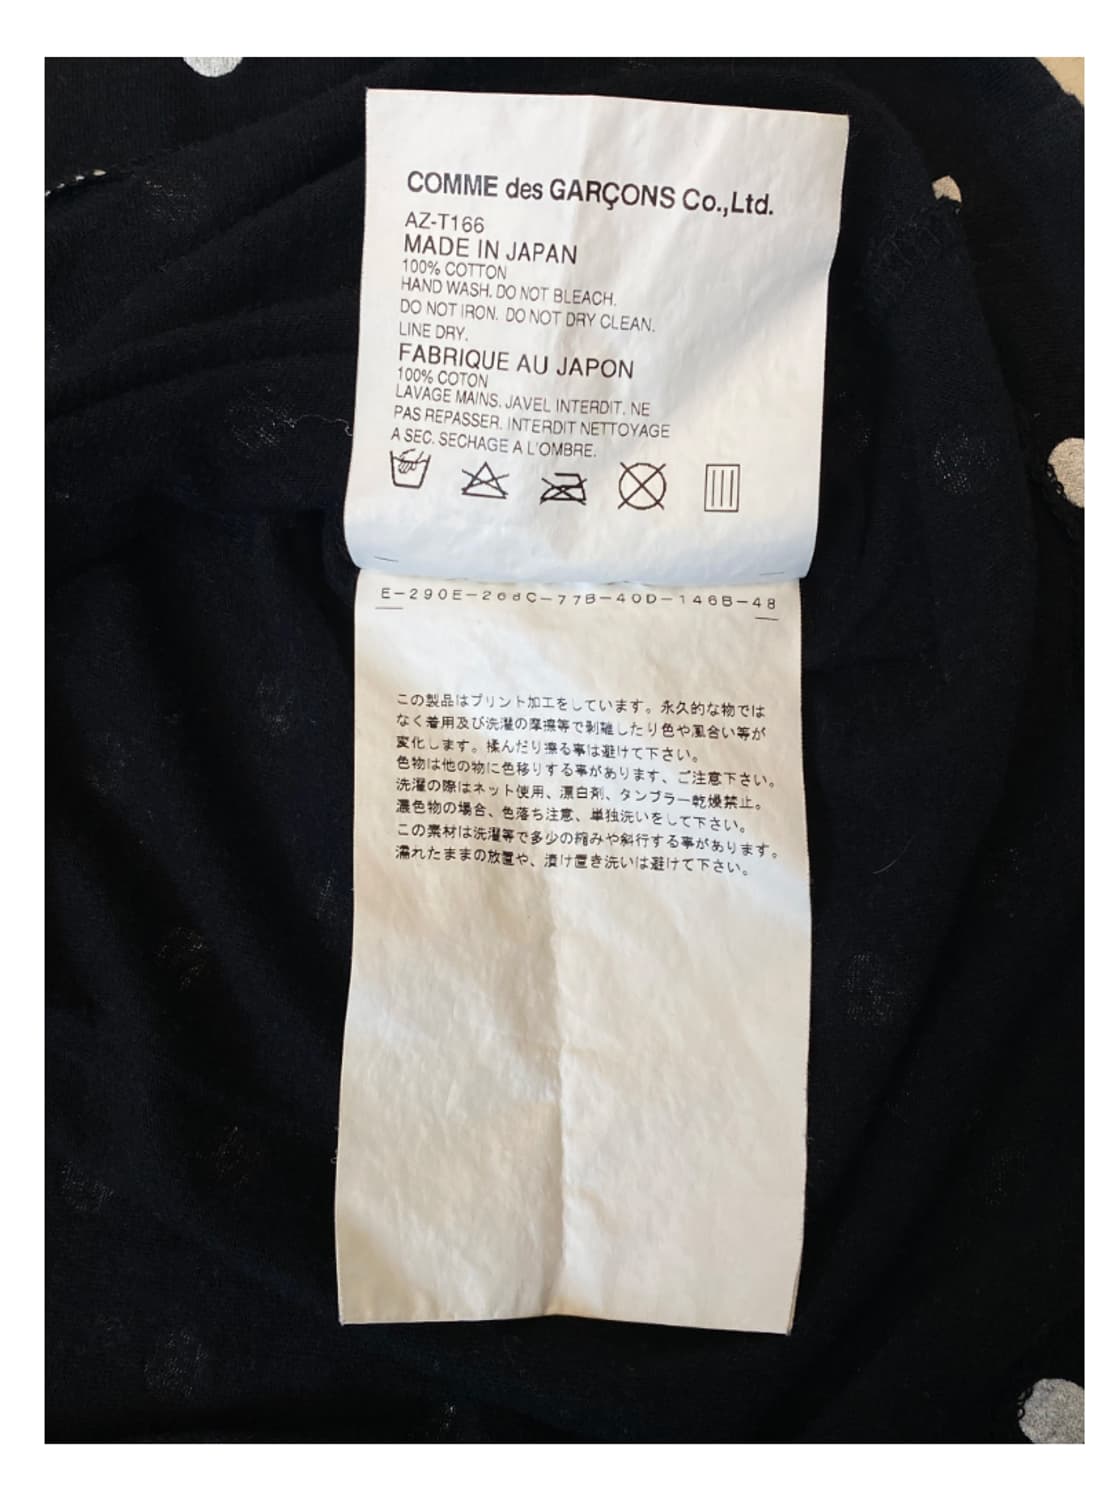 COMME des GARÇONS Co.,Ltd.
AZ-T166
MADE IN JAPAN
100% COTTON
HAND WASH. DO NOT BLEACH.
DO NOT IRON. DO NOT DRY CLEAN.
LINE DRY.
FABRIQUE AU JAPON
100% COTON
LAVAGE MAINS. JAVEL INTERDIT. NE
PAS REPASSER. INTERDIT NETTOYAGE
A SEC. SECHAGE A L'OMBRE.
E-290E-268C-77B-40D-146B-48
この製品はプリント加工をしています。永久的な物では
なく着用及び洗濯の摩擦等で剥離したり色や風合い等が
変化します。揉んだり擦る事は避けて下さい。
色物は他の物に色移りする事があります、ご注意下さい。
洗濯の際はネット使用、漂白剤、タンブラー乾燥禁止。
濃色物の場合、色落ち注意、単独洗いをして下さい。
この素材は洗濯等で多少の縮みや斜行する事があります。
濡れたままの放置や、漬け置き洗いは避けて下さい。